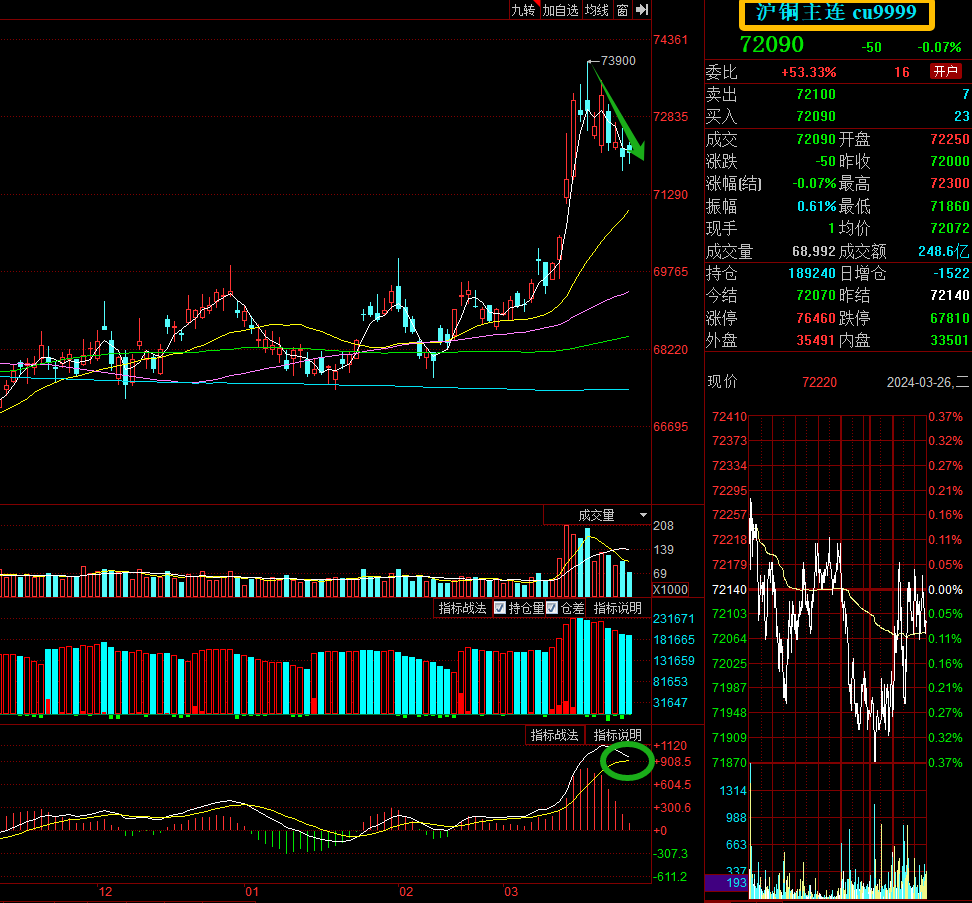 九转 加自选 均线 窗
沪铜主连 cu9999
72090 -50 -0.07%
委比 +53.33% 16 开户
卖出 72100 7
买入 72090 23
成交 72090 开盘 72250
涨跌 -50 昨收 72000
涨幅(结) -0.07% 最高 72300
振幅 0.61% 最低 71860
现手 1 均价 72072
成交量 68,992 成交额 248.6亿
持仓 189240 日增仓 -1522
今结 72070 昨结 72140
涨停 76460 跌停 67810
外盘 35491 内盘 33501
现价 72220 2024-03-26,二
74361
73900
72835
71290
69765
68220
66695
成交量
208
139
69
X1000
指标战法 持仓量 仓差 指标说明
231671
181665
131659
81653
31647
指标战法 指标说明
+1120
+908.5
+604.5
+300.6
+0
-307.3
-611.2
12 01 02 03
72410 0.37%
72373 0.32%
72334 0.27%
72295 0.21%
72257 0.16%
72218 0.11%
72179 0.05%
72140 0.00%
72103 0.05%
72064 0.11%
72025 0.16%
71987 0.21%
71948 0.27%
71909 0.32%
71870 0.37%
1314
988
663
337
193